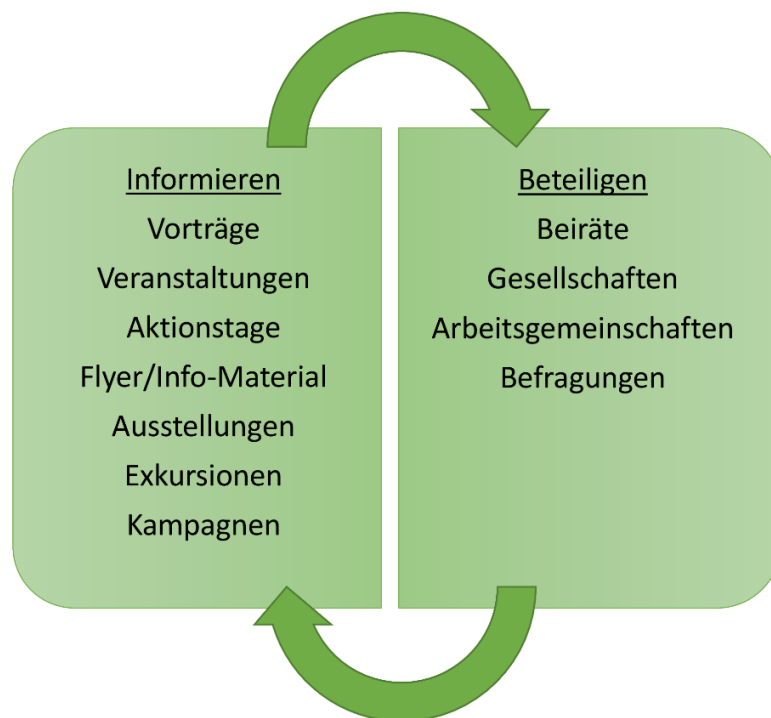 Informieren
Vorträge
Veranstaltungen
Aktionstage
Flyer/Info-Material
Ausstellungen
Exkursionen
Kampagnen
Beteiligen
Beiräte
Gesellschaften
Arbeitsgemeinschaften
Befragungen